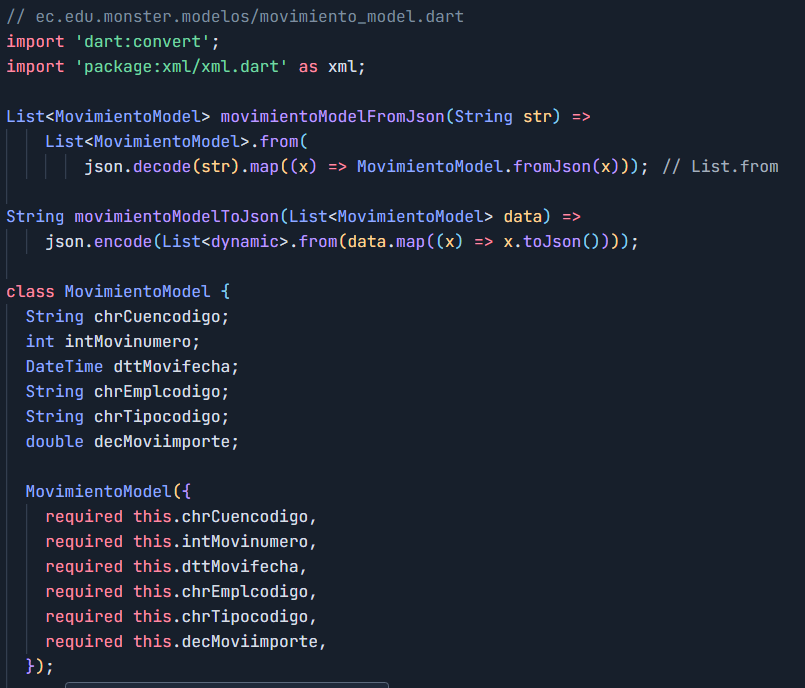 // ec.edu.monster.modelos/movimiento_model.dart
import 'dart:convert';
import 'package:xml/xml.dart' as xml;
List<MovimientoModel> movimientoModelFromJson(String str) =>
List<MovimientoModel>.from(
json.decode(str).map((x) => MovimientoModel.fromJson(x))); // List.from
String movimientoModelToJson(List<MovimientoModel> data) =>
json.encode(List<dynamic>.from(data.map((x) => x.toJson())));
class MovimientoModel {
String chrCuencodigo;
int intMovinumero;
DateTime dttMovifecha;
String chrEmplcodigo;
String chrTipocodigo;
double decMoviimporte;
MovimientoModel({
required this.chrCuencodigo,
required this.intMovinumero,
required this.dttMovifecha,
required this.chrEmplcodigo,
required this.chrTipocodigo,
required this.decMoviimporte,
});